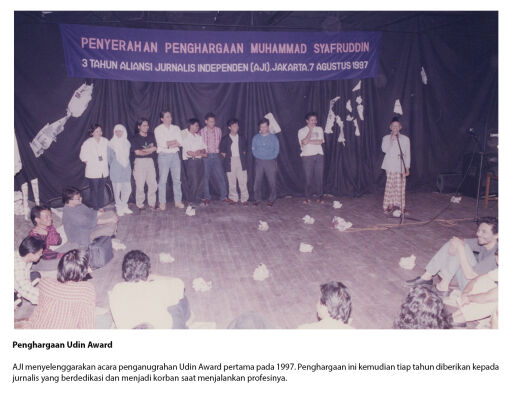 PENYERAHAN PENGHARGAAN MUHAMMAD SYAFRUDDIN
3 TAHUN ALIANSI JURNALIS INDEPENDEN (AJI). JAKARTA.7 AGUSTUS 1997
Penghargaan Udin Award
AJI menyelenggarakan acara penganugrahan Udin Award pertama pada 1997. Penghargaan ini kemudian tiap tahun diberikan kepada
jurnalis yang berdedikasi dan menjadi korban saat menjalankan profesinya.